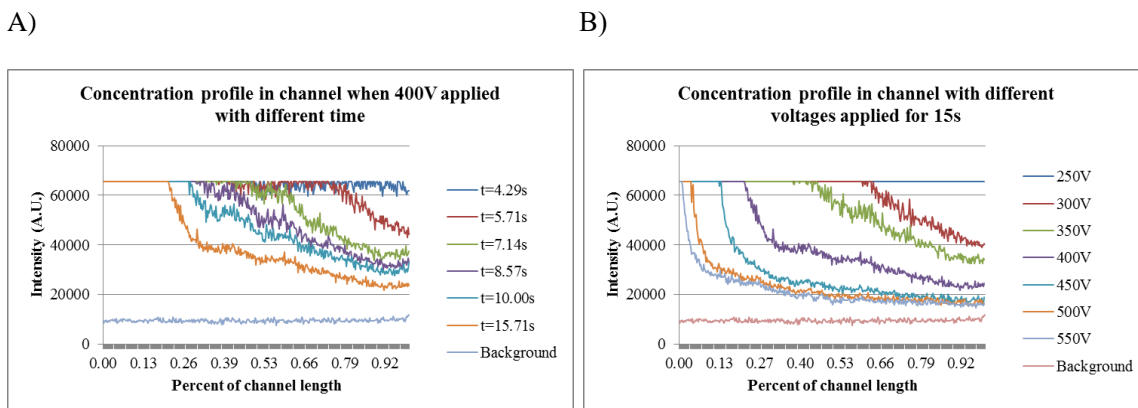 A)
B)
Concentration profile in channel when 400V applied
with different time
80000
60000
40000
20000
0
Intensity (A.U.)
0.00 0.13 0.26 0.39 0.53 0.66 0.79 0.92
Percent of channel length
t=4.29s
t=5.71s
t=7.14s
t=8.57s
t=10.00s
t=15.71s
Background
Concentration profile in channel with different
voltages applied for 15s
80000
60000
40000
20000
0
Intensity (A.U.)
0.00 0.13 0.27 0.40 0.53 0.66 0.79 0.92
Percent of channel length
250V
300V
350V
400V
450V
500V
550V
Background